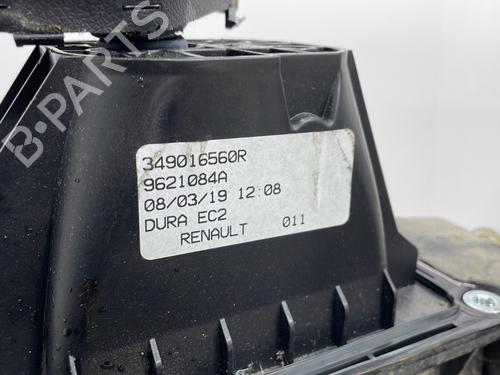 B-PARTS
349016560R
9621084A
08/03/19 12:08
DURA EC2
RENAULT 011